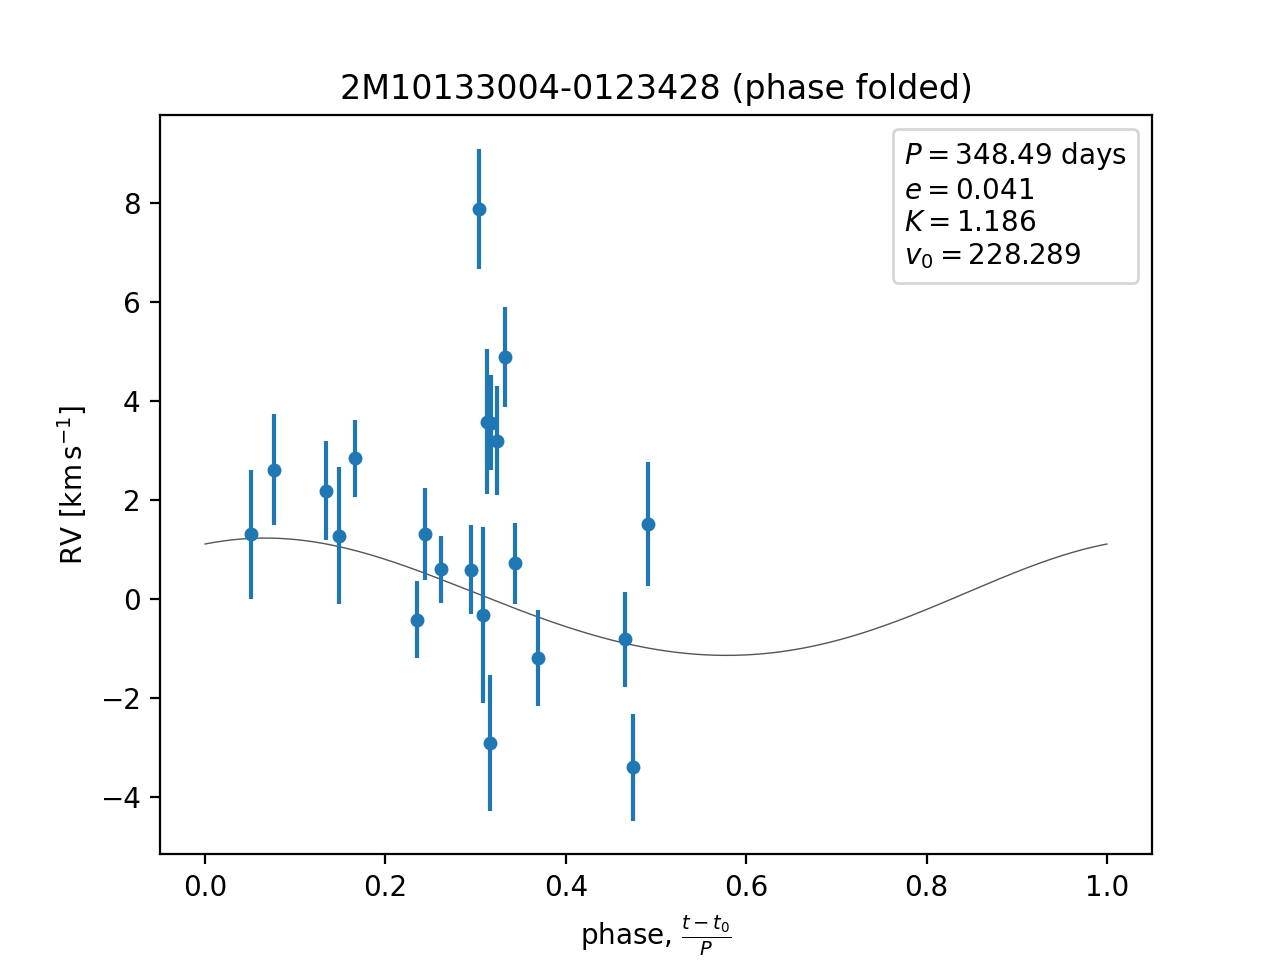 2M10133004-0123428 (phase folded)
P = 348.49 days
e = 0.041
K = 1.186
v₀ = 228.289
RV [km s⁻¹]
8
6
4
2
0
−2
−4
0.0 0.2 0.4 0.6 0.8 1.0
phase, (t − t₀)/P